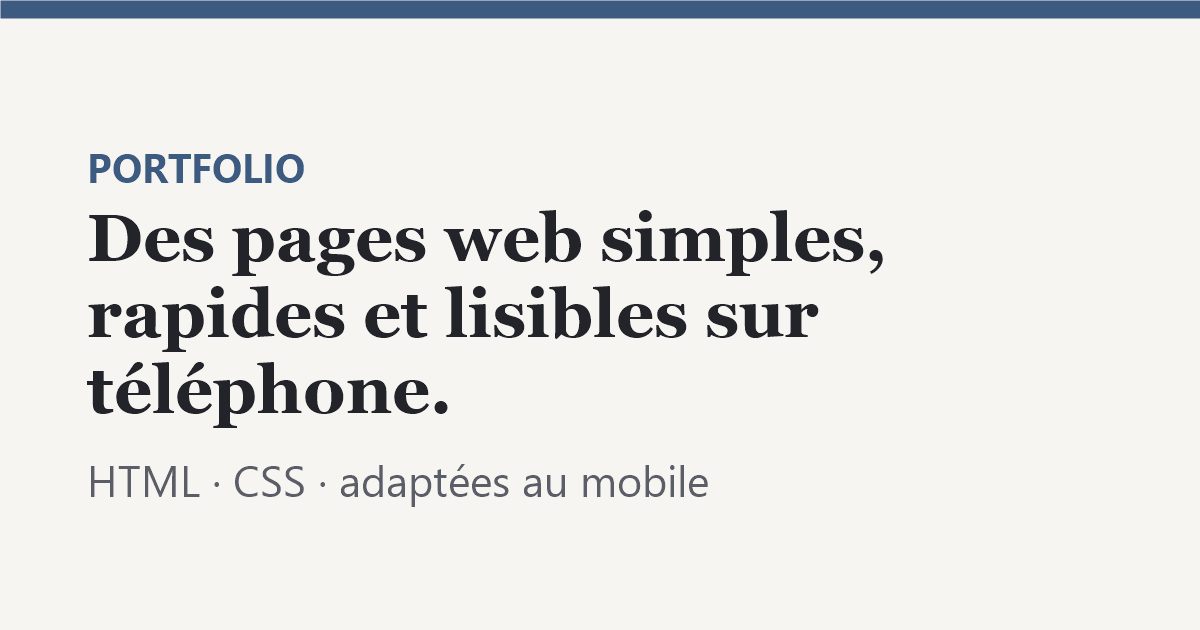 PORTFOLIO
Des pages web simples,
rapides et lisibles sur
téléphone.
HTML · CSS · adaptées au mobile